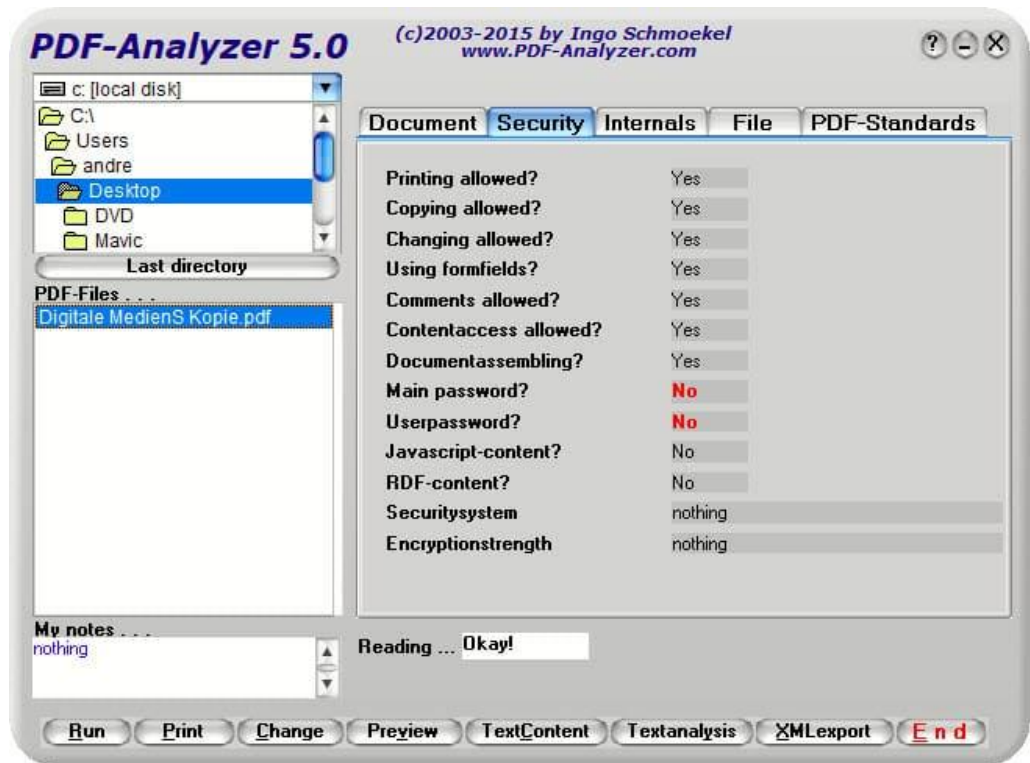 PDF-Analyzer 5.0
(c)2003-2015 by Ingo Schmoekel
www.PDF-Analyzer.com
?
c: [local disk]
C:\
Users
andre
Desktop
DVD
Mavic
Last directory
PDF-Files . . .
Digitale MedienS Kopie.pdf
My notes . . .
nothing
Document Security Internals File PDF-Standards
Printing allowed? Yes
Copying allowed? Yes
Changing allowed? Yes
Using formfields? Yes
Comments allowed? Yes
Contentaccess allowed? Yes
Documentassembling? Yes
Main password? No
Userpassword? No
Javascript-content? No
RDF-content? No
Securitysystem nothing
Encryptionstrength nothing
Reading ... Okay!
Run Print Change Preview TextContent Textanalysis XMLexport E n d